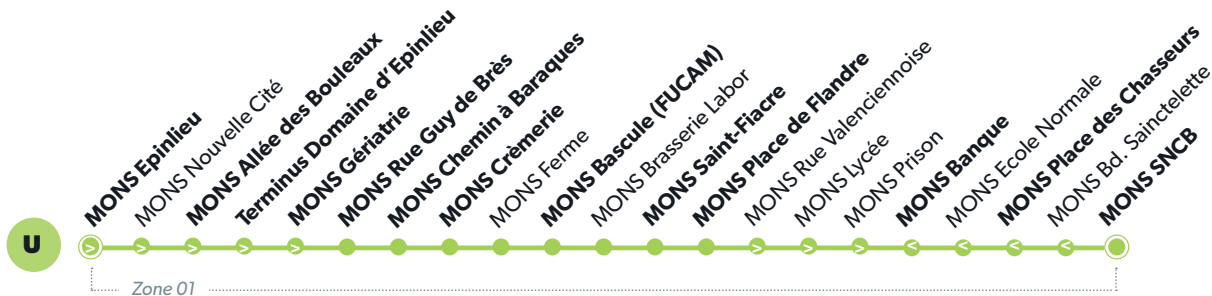 U
MONS Epinlieu
MONS Nouvelle Cité
MONS Allée des Bouleaux
Terminus Domaine d'Epinlieu
MONS Gériatrie
MONS Rue Guy de Brès
MONS Chemin à Baraques
MONS Crèmerie
MONS Ferme
MONS Bascule (FUCAM)
MONS Brasserie Labor
MONS Saint-Fiacre
MONS Place de Flandre
MONS Rue Valenciennoise
MONS Lycée
MONS Prison
MONS Banque
MONS Ecole Normale
MONS Place des Chasseurs
MONS Bd. Sainctelette
MONS SNCB
Zone 01